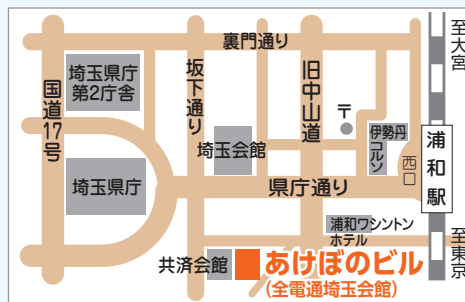 裏門通り
至大宮
埼玉県庁
第2庁舎
国道17号
坂下通り
旧中山道
〒
伊勢丹
コルソ
埼玉会館
西口
浦和駅
埼玉県庁
県庁通り
浦和ワシントン
ホテル
至東京
共済会館
あけぼのビル
(全電通埼玉会館)